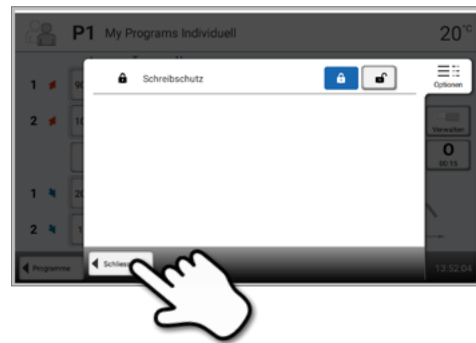 P1 My Programs Individuell 20°C
Schreibschutz
Optionen
1
2
Verwalten
0
00:15
1
2
Programme
13:52:04